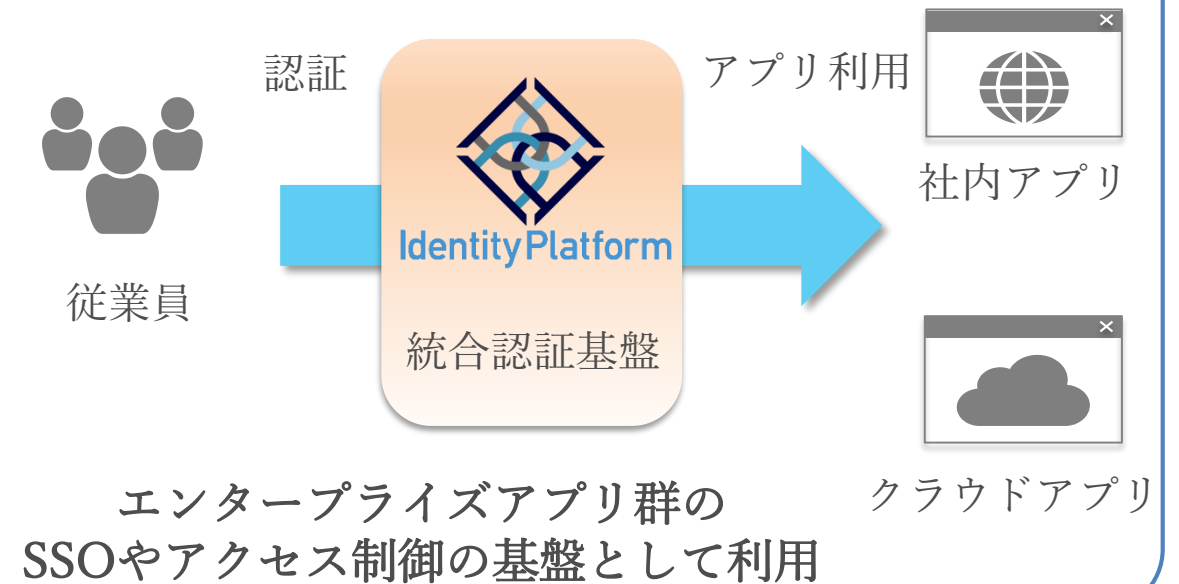 認証
アプリ利用
IdentityPlatform
社内アプリ
従業員
統合認証基盤
クラウドアプリ
エンタープライズアプリ群の
SSOやアクセス制御の基盤として利用